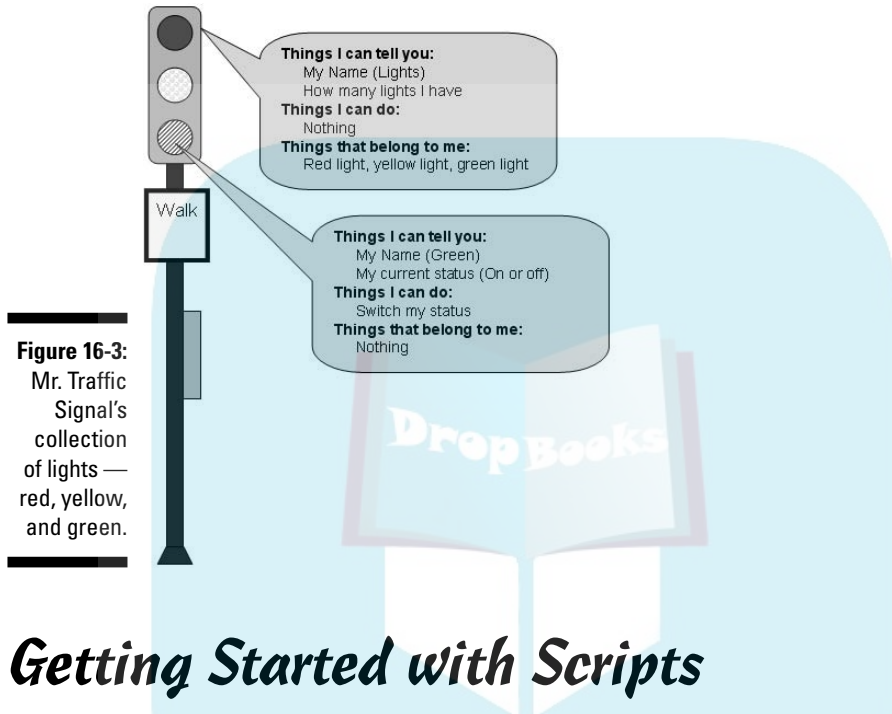 Things I can tell you:
My Name (Lights)
How many lights I have
Things I can do:
Nothing
Things that belong to me:
Red light, yellow light, green light
Walk
Things I can tell you:
My Name (Green)
My current status (On or off)
Things I can do:
Switch my status
Things that belong to me:
Nothing
Figure 16-3:
Mr. Traffic
Signal’s
collection
of lights —
red, yellow,
and green.
DropBooks
Getting Started with Scripts